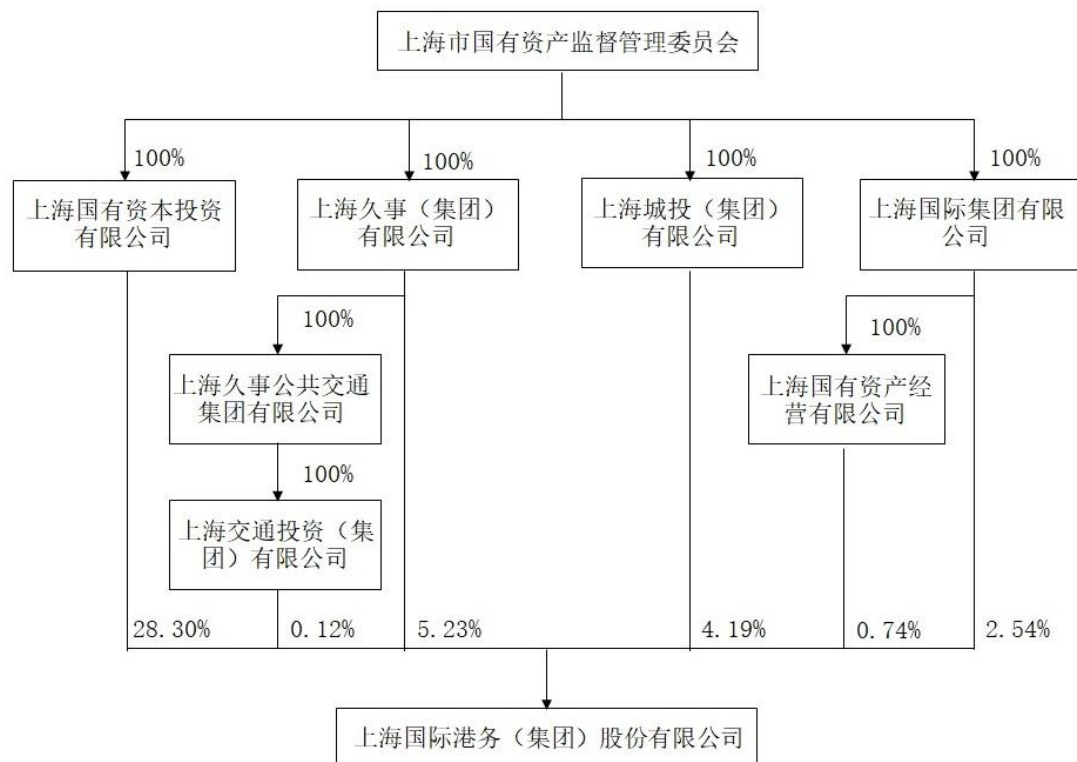 上海市国有资产监督管理委员会
100%
100%
100%
100%
上海国有资本投资
有限公司
上海久事（集团）
有限公司
上海城投（集团）
有限公司
上海国际集团有限
公司
100%
100%
上海久事公共交通
集团有限公司
上海国有资产经
营有限公司
100%
上海交通投资（集
团）有限公司
28.30%
0.12%
5.23%
4.19%
0.74%
2.54%
上海国际港务（集团）股份有限公司